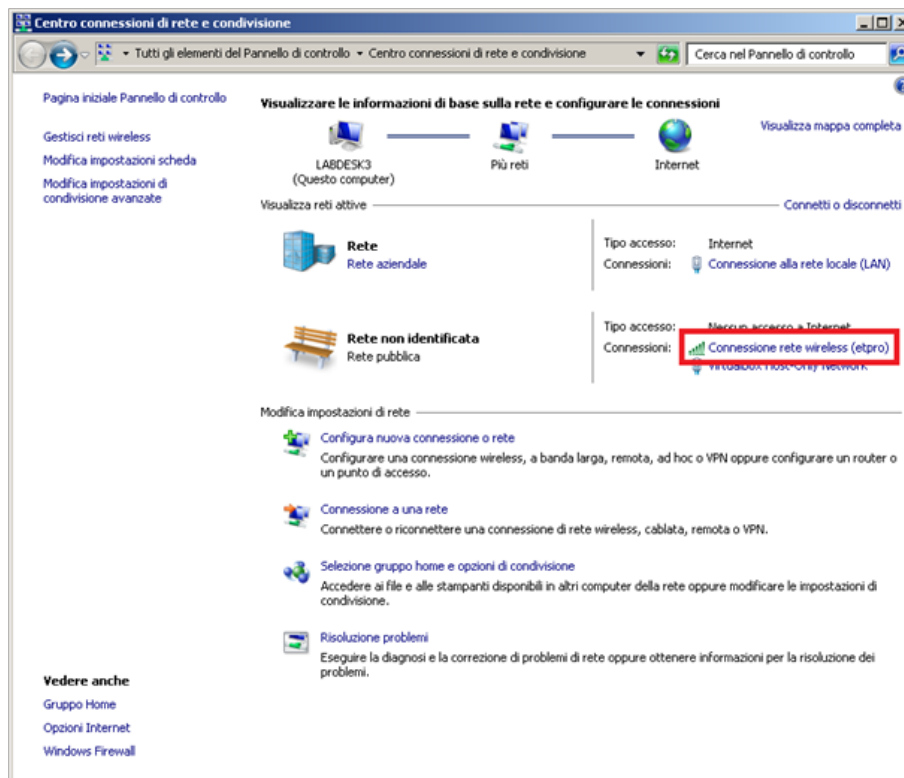 Centro connessioni di rete e condivisione
Tutti gli elementi del Pannello di controllo
Centro connessioni di rete e condivisione
Cerca nel Pannello di controllo
Pagina iniziale Pannello di controllo
Gestisci reti wireless
Modifica impostazioni scheda
Modifica impostazioni di
condivisione avanzate
Visualizzare le informazioni di base sulla rete e configurare le connessioni
Visualizza mappa completa
LABDESK3
(Questo computer)
Più reti
Internet
Visualizza reti attive
Connetti o disconnetti
Rete
Rete aziendale
Tipo accesso: Internet
Connessioni: Connessione alla rete locale (LAN)
Rete non identificata
Rete pubblica
Tipo accesso: Nessun accesso a Internet
Connessioni: Connessione rete wireless (etpro)
VirtualBox Host-Only Network
Modifica impostazioni di rete
Configura nuova connessione o rete
Configurare una connessione wireless, a banda larga, remota, ad hoc o VPN oppure configurare un router o
un punto di accesso.
Connessione a una rete
Connettere o riconnettere una connessione di rete wireless, cablata, remota o VPN.
Selezione gruppo home e opzioni di condivisione
Accedere ai file e alle stampanti disponibili in altri computer della rete oppure modificare le impostazioni di
condivisione.
Risoluzione problemi
Eseguire la diagnosi e la correzione di problemi di rete oppure ottenere informazioni per la risoluzione dei
problemi.
Vedere anche
Gruppo Home
Opzioni Internet
Windows Firewall